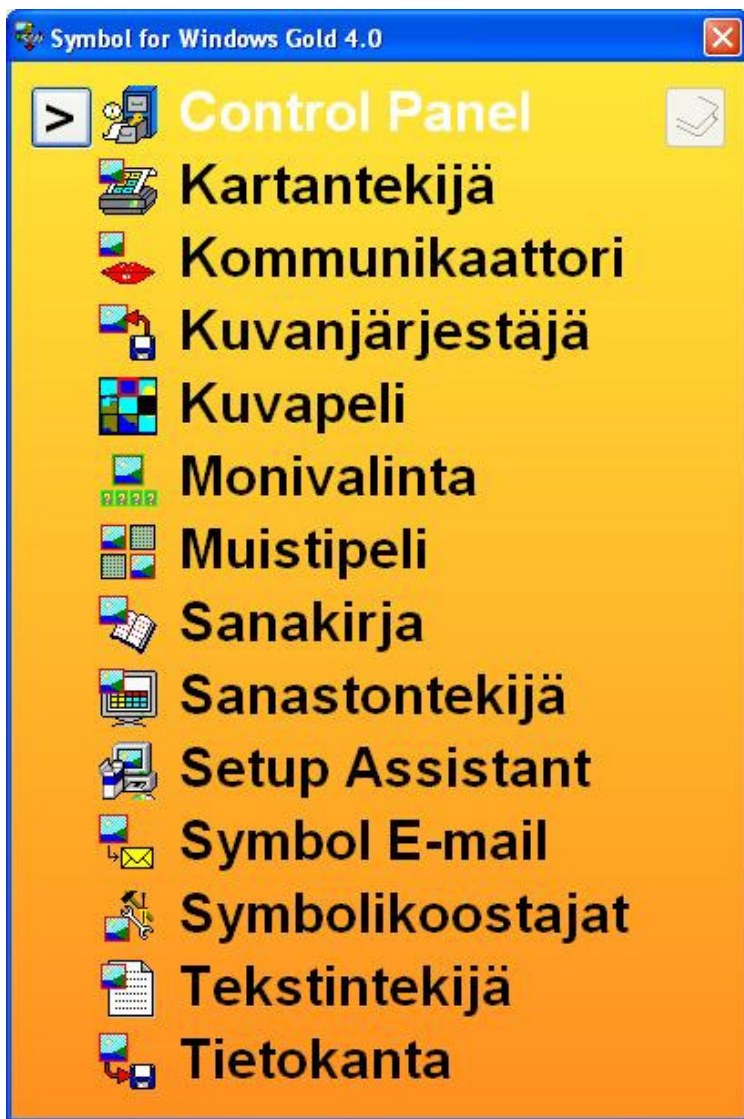 Symbol for Windows Gold 4.0
> Control Panel
Kartantekijä
Kommunikaattori
Kuvanjärjestäjä
Kuvapeli
Monivalinta
Muistipeli
Sanakirja
Sanastontekijä
Setup Assistant
Symbol E-mail
Symbolikoostajat
Tekstintekijä
Tietokanta